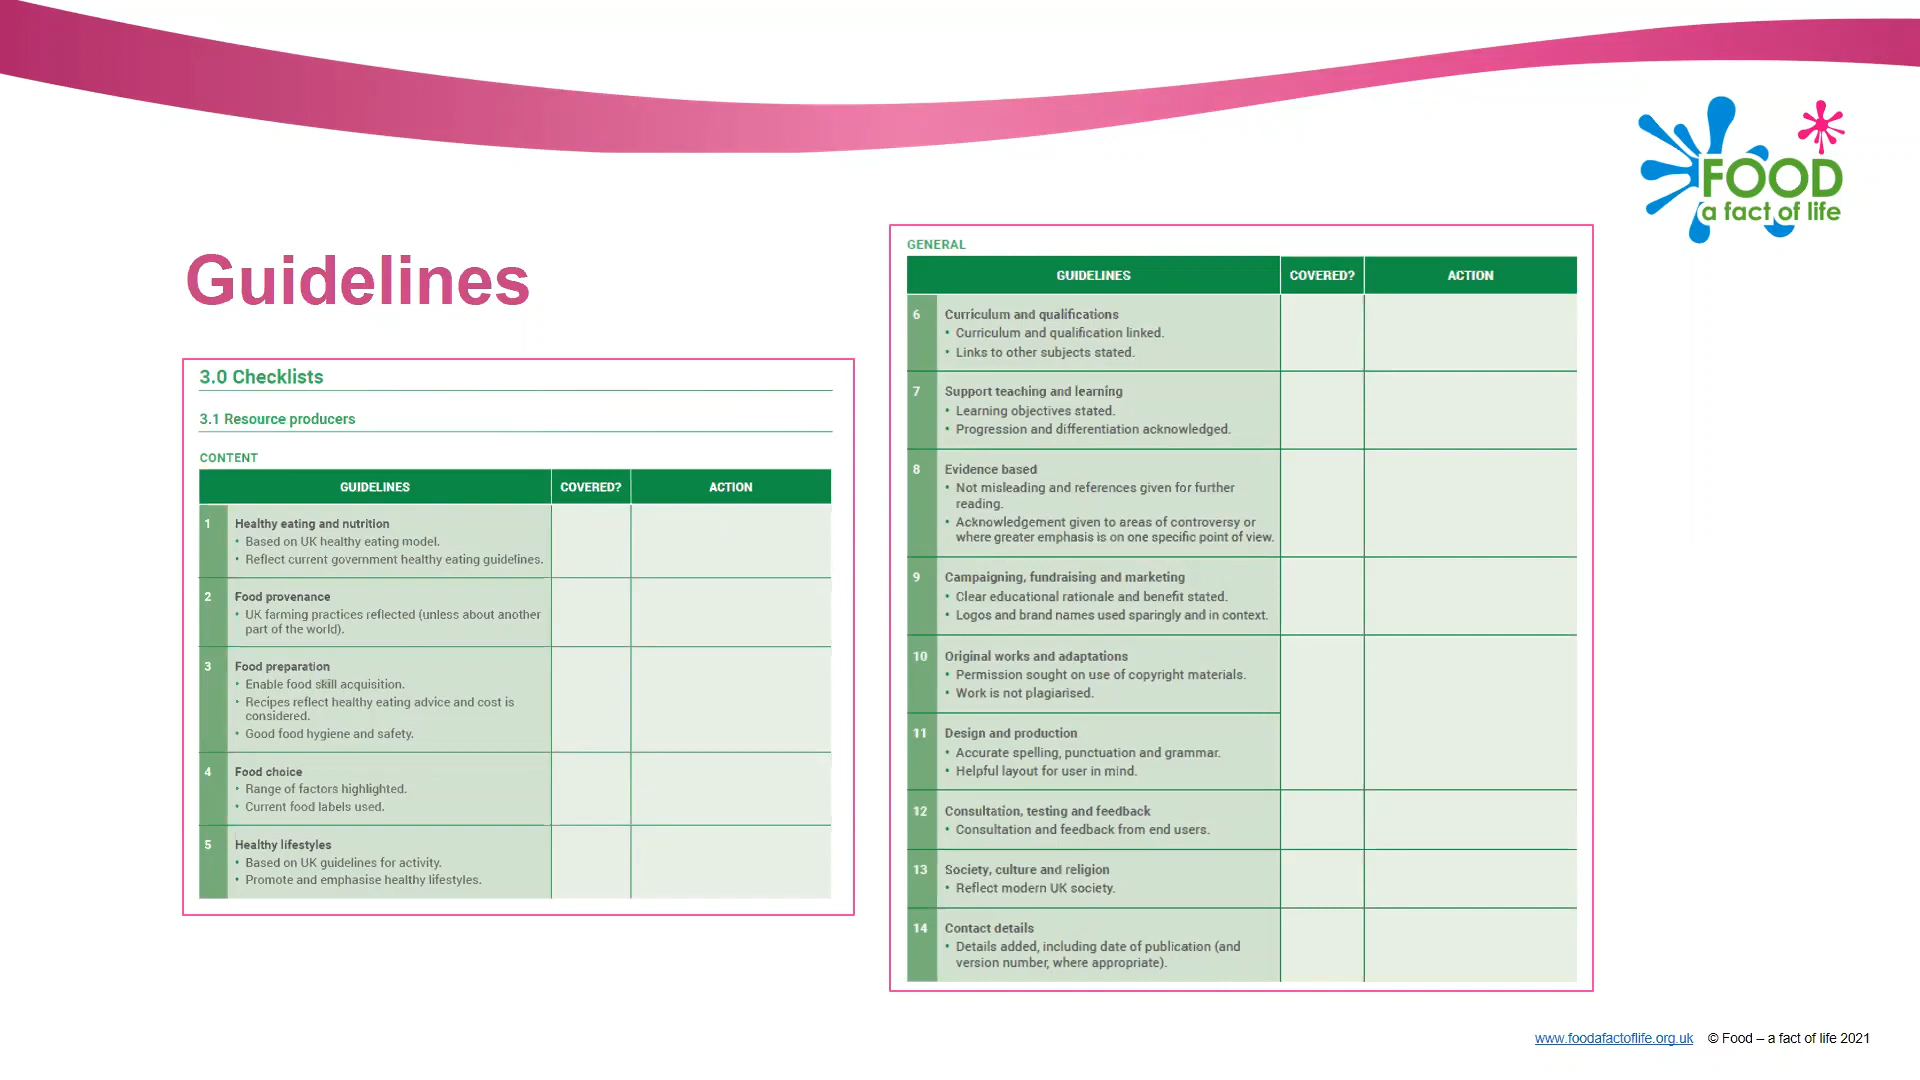 FOOD
a fact of life
Guidelines
3.0 Checklists
3.1 Resource producers
CONTENT
GUIDELINES COVERED? ACTION
1 Healthy eating and nutrition
• Based on UK healthy eating model.
• Reflect current government healthy eating guidelines.
2 Food provenance
• UK farming practices reflected (unless about another
part of the world).
3 Food preparation
• Enable food skill acquisition.
• Recipes reflect healthy eating advice and cost is
considered.
• Good food hygiene and safety.
4 Food choice
• Range of factors highlighted.
• Current food labels used.
5 Healthy lifestyles
• Based on UK guidelines for activity.
• Promote and emphasise healthy lifestyles.
GENERAL
GUIDELINES COVERED? ACTION
6 Curriculum and qualifications
• Curriculum and qualification linked.
• Links to other subjects stated.
7 Support teaching and learning
• Learning objectives stated.
• Progression and differentiation acknowledged.
8 Evidence based
• Not misleading and references given for further
reading.
• Acknowledgement given to areas of controversy or
where greater emphasis is on one specific point of view.
9 Campaigning, fundraising and marketing
• Clear educational rationale and benefit stated.
• Logos and brand names used sparingly and in context.
10 Original works and adaptations
• Permission sought on use of copyright materials.
• Work is not plagiarised.
11 Design and production
• Accurate spelling, punctuation and grammar.
• Helpful layout for user in mind.
12 Consultation, testing and feedback
• Consultation and feedback from end users.
13 Society, culture and religion
• Reflect modern UK society.
14 Contact details
• Details added, including date of publication (and
version number, where appropriate).
www.foodafactoflife.org.uk © Food – a fact of life 2021